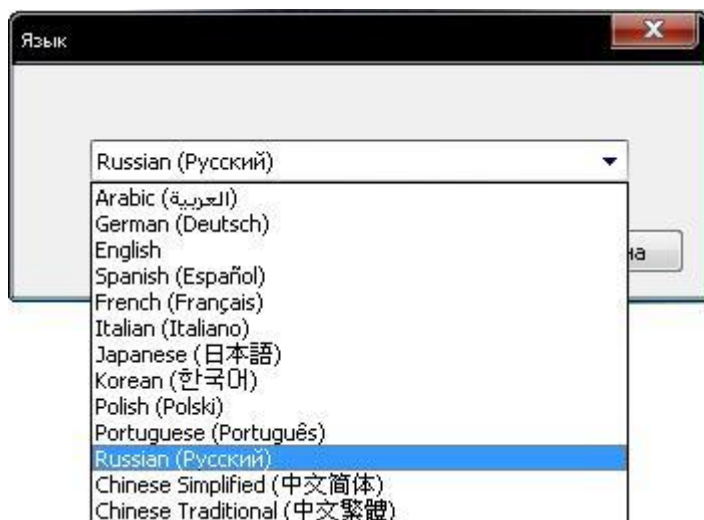 Язык
Russian (Русский)
Arabic (العربية)
German (Deutsch)
English
Spanish (Español)
French (Français)
Italian (Italiano)
Japanese (日本語)
Korean (한국어)
Polish (Polski)
Portuguese (Português)
Russian (Русский)
Chinese Simplified (中文简体)
Chinese Traditional (中文繁體)